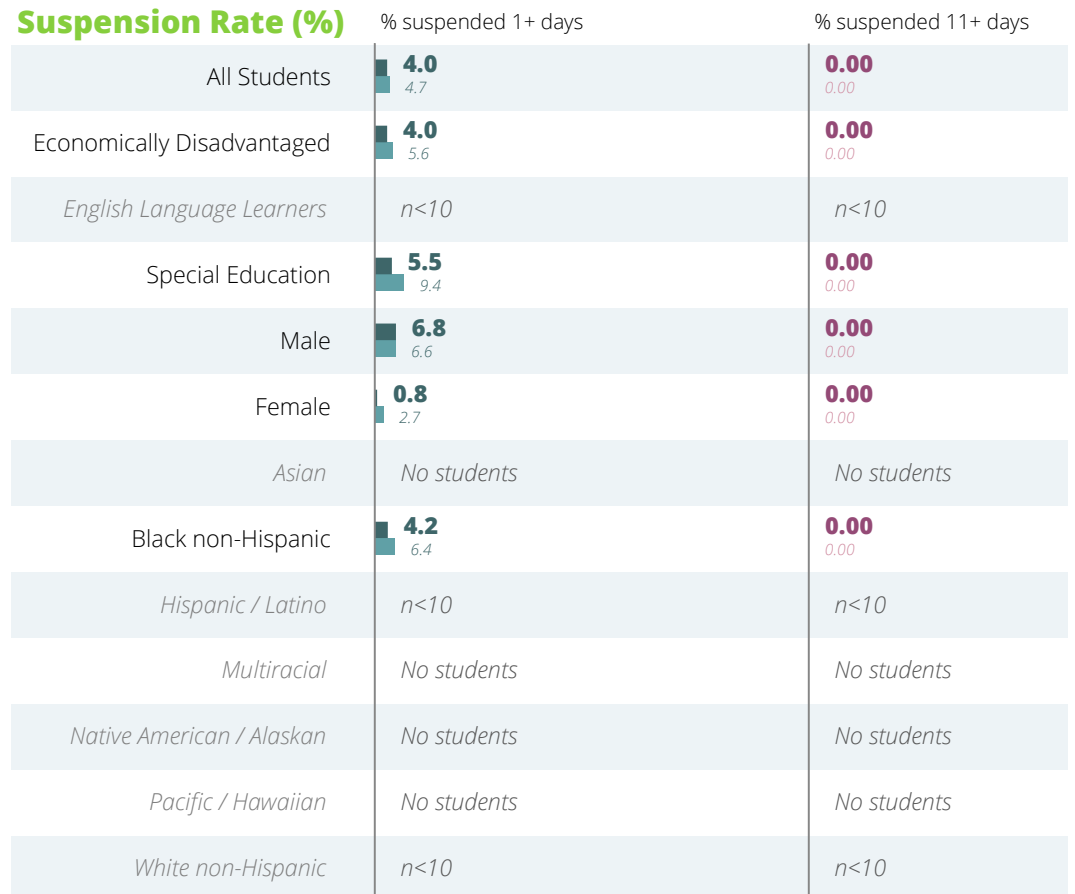 Suspension Rate (%) % suspended 1+ days % suspended 11+ days
All Students 4.0 0.00
4.7 0.00
Economically Disadvantaged 4.0 0.00
5.6 0.00
English Language Learners n<10 n<10
Special Education 5.5 0.00
9.4 0.00
Male 6.8 0.00
6.6 0.00
Female 0.8 0.00
2.7 0.00
Asian No students No students
Black non-Hispanic 4.2 0.00
6.4 0.00
Hispanic / Latino n<10 n<10
Multiracial No students No students
Native American / Alaskan No students No students
Pacific / Hawaiian No students No students
White non-Hispanic n<10 n<10